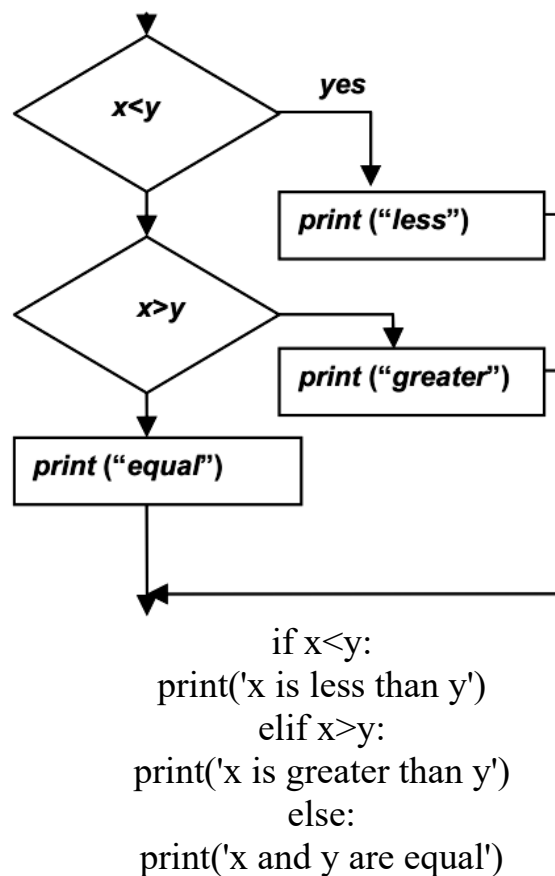 x<y
yes
print (“less”)
x>y
print (“greater”)
print (“equal”)
if x<y:
print('x is less than y')
elif x>y:
print('x is greater than y')
else:
print('x and y are equal')